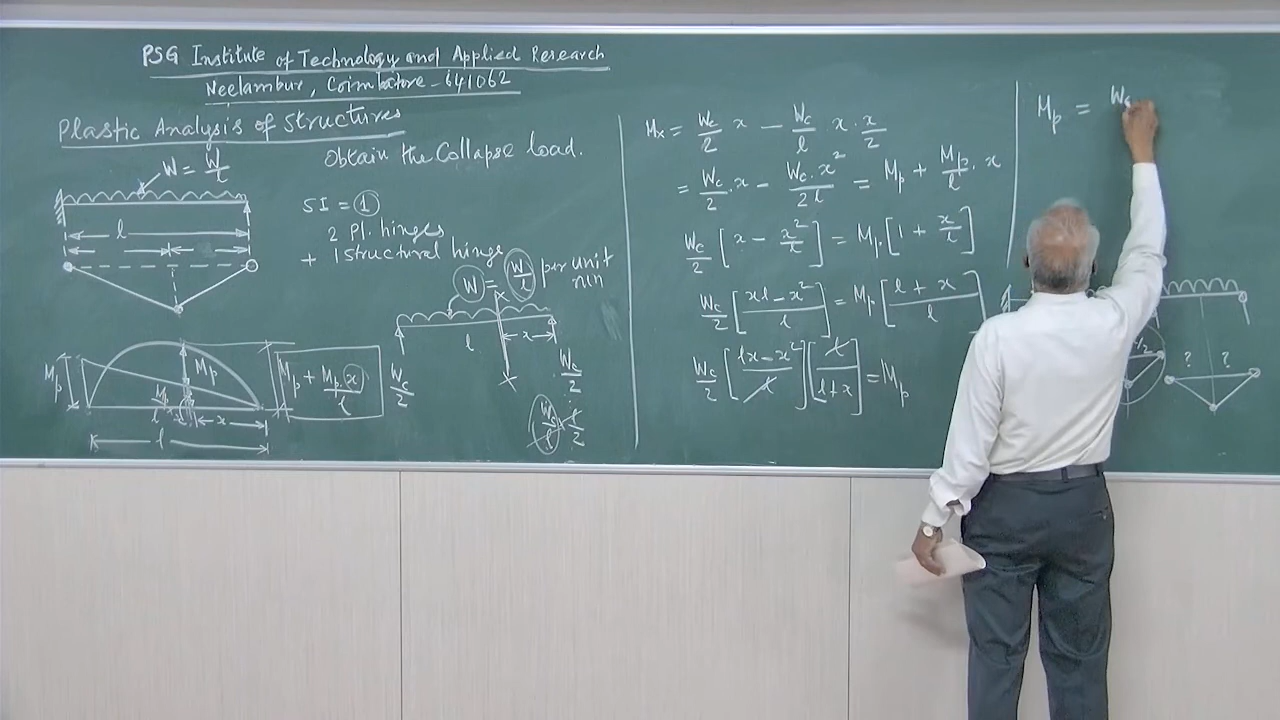 PSG Institute of Technology and Applied Research
Neelambur, Coimbatore - 641062
Plastic Analysis of Structures
Obtain the Collapse load.
w = W/l
l
SI = 1
2 Pl. hinges
+ 1 structural hinge
w = W/l per unit run
l
x
Wc/2
Wc/2
W/l × l/2
Mp
Mp
Mp + Mp.x/l
x
l
Mx = Wc/2 x − Wc/l . x . x/2
= Wc/2 . x − Wc . x²/2l = Mp + Mp/l . x
Wc/2 [x − x²/l] = Mp [1 + x/l]
Wc/2 [xl − x²/l] = Mp [l + x/l]
Wc/2 [lx − x²/l] [l/l + x] = Mp
Mp = Wc
? ?